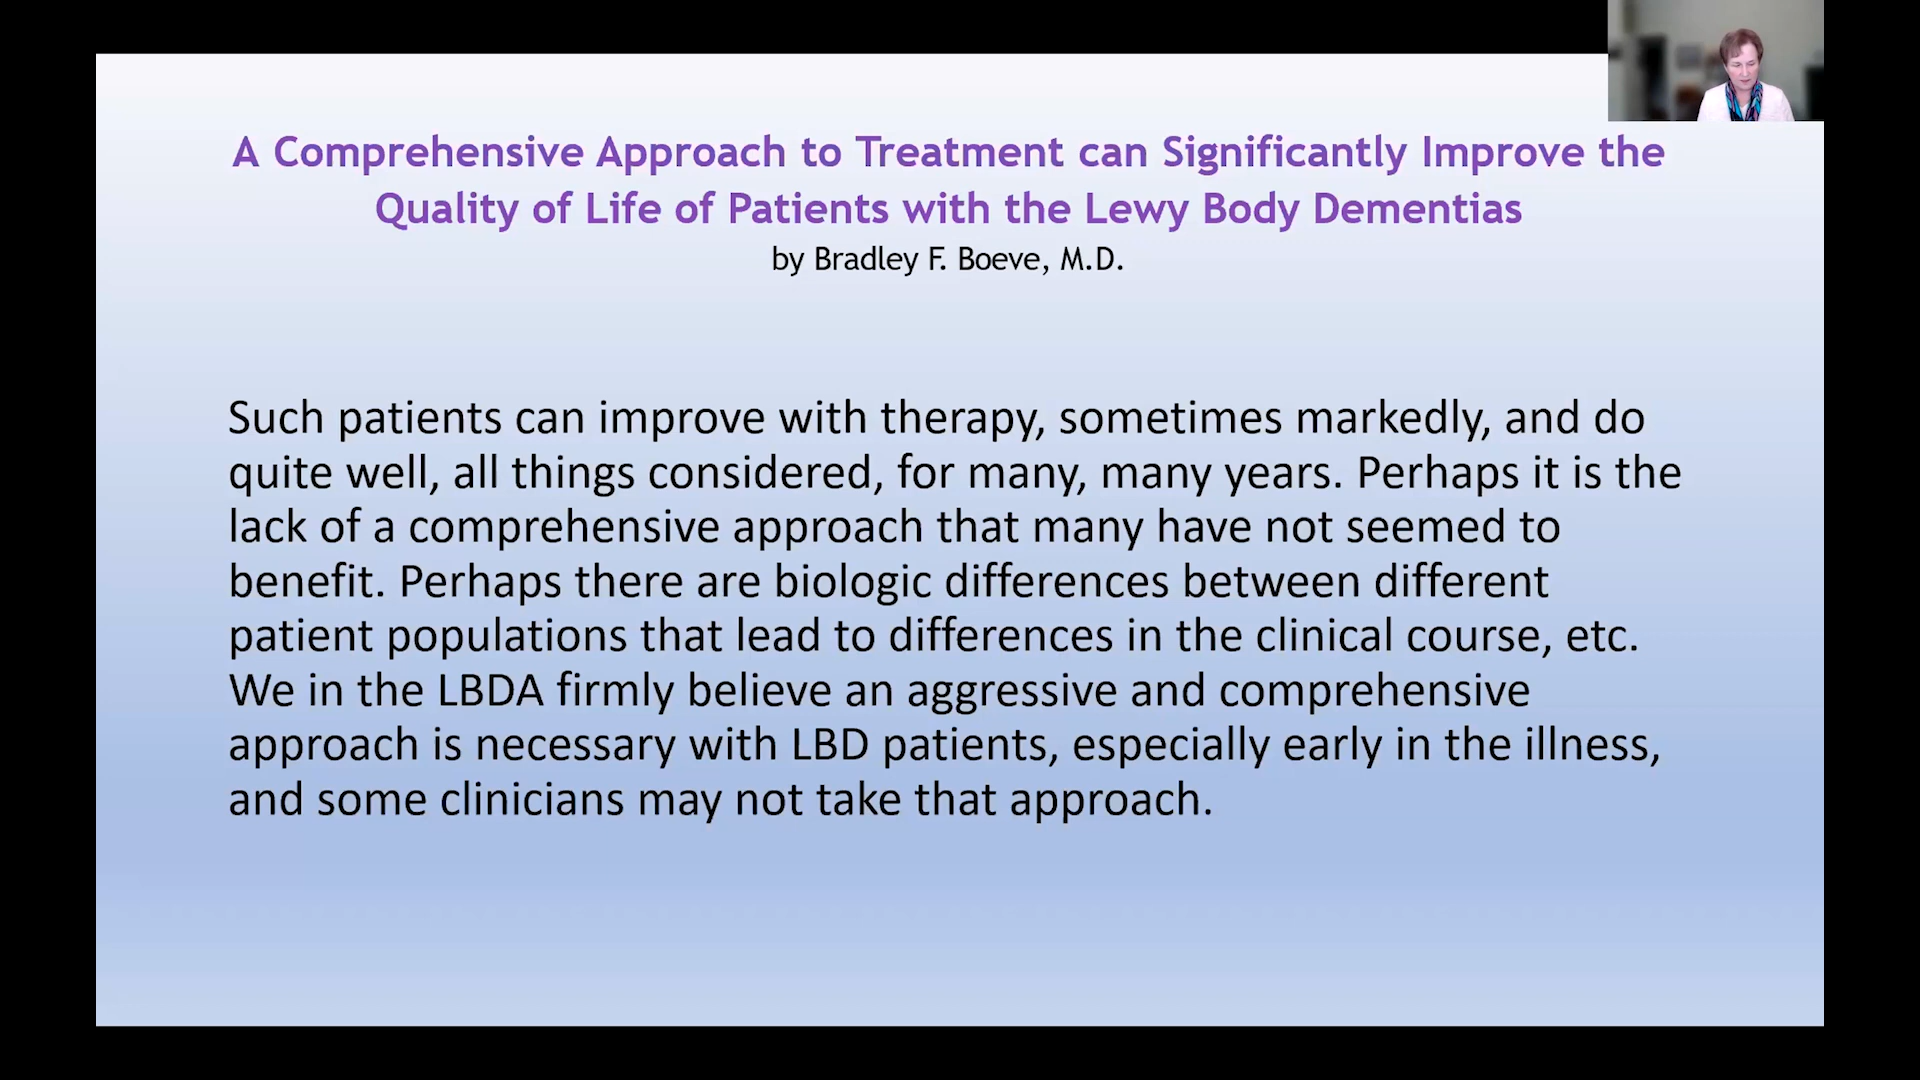 A Comprehensive Approach to Treatment can Significantly Improve the
Quality of Life of Patients with the Lewy Body Dementias
by Bradley F. Boeve, M.D.
Such patients can improve with therapy, sometimes markedly, and do
quite well, all things considered, for many, many years. Perhaps it is the
lack of a comprehensive approach that many have not seemed to
benefit. Perhaps there are biologic differences between different
patient populations that lead to differences in the clinical course, etc.
We in the LBDA firmly believe an aggressive and comprehensive
approach is necessary with LBD patients, especially early in the illness,
and some clinicians may not take that approach.